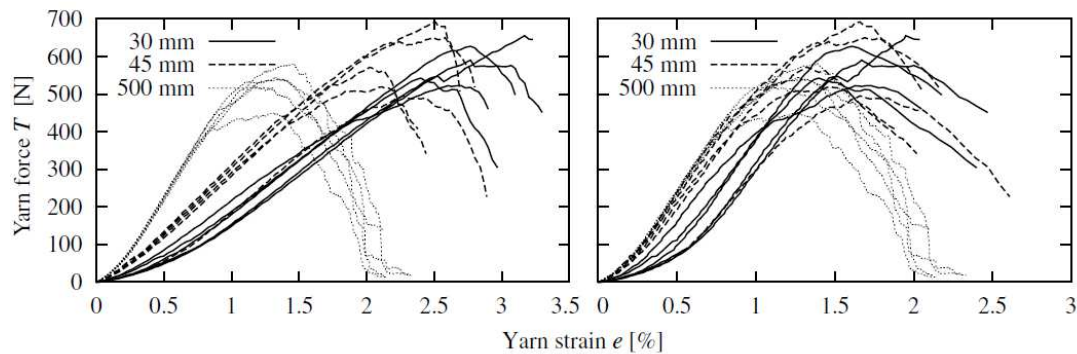 700
600
500
400
300
200
100
0
Yarn force T [N]
30 mm
45 mm
500 mm
0 0.5 1 1.5 2 2.5 3 3.5
30 mm
45 mm
500 mm
0 0.5 1 1.5 2 2.5 3
Yarn strain e [%]